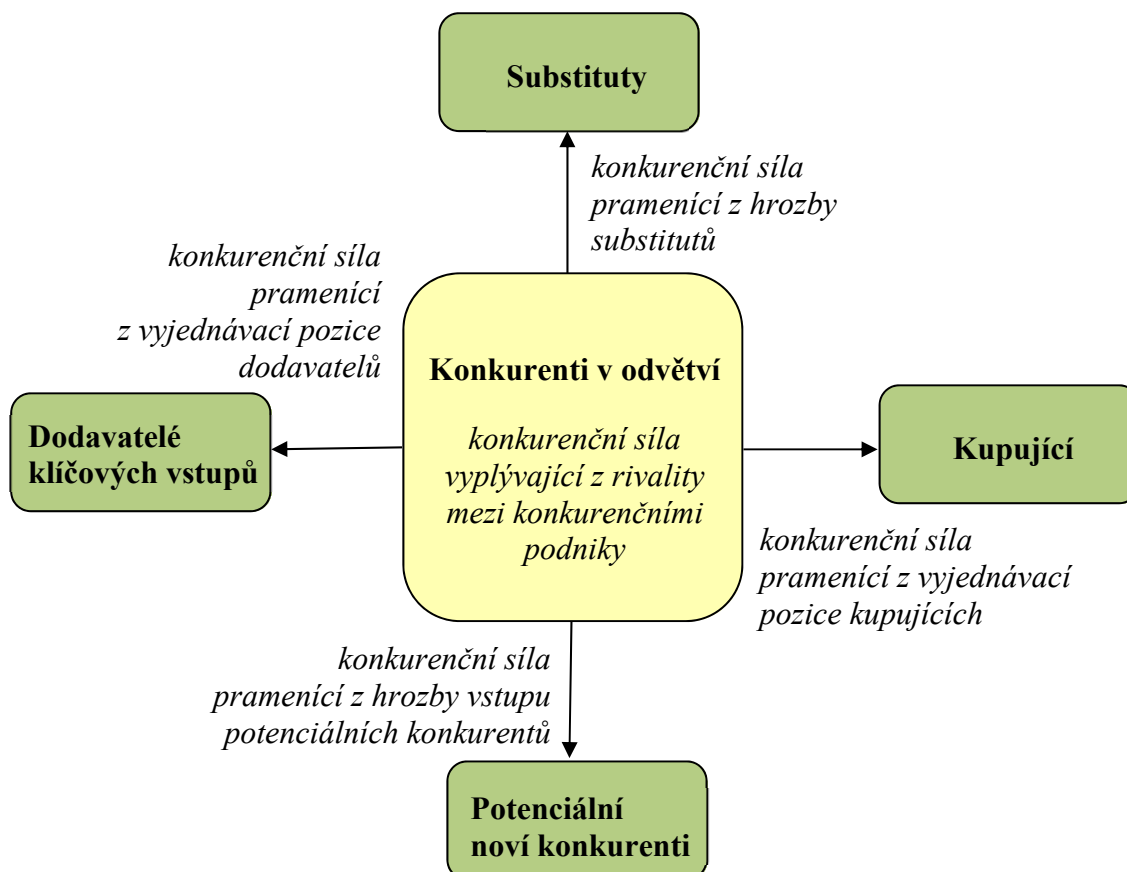 Substituty
konkurenční síla
pramenící z hrozby
substitutů
konkurenční síla
pramenící
z vyjednávací pozice
dodavatelů
Konkurenti v odvětví
konkurenční síla
vyplývající z rivality
mezi konkurenčními
podniky
Dodavatelé
klíčových vstupů
Kupující
konkurenční síla
pramenící z vyjednávací
pozice kupujících
konkurenční síla
pramenící z hrozby vstupu
potenciálních konkurentů
Potenciální
noví konkurenti